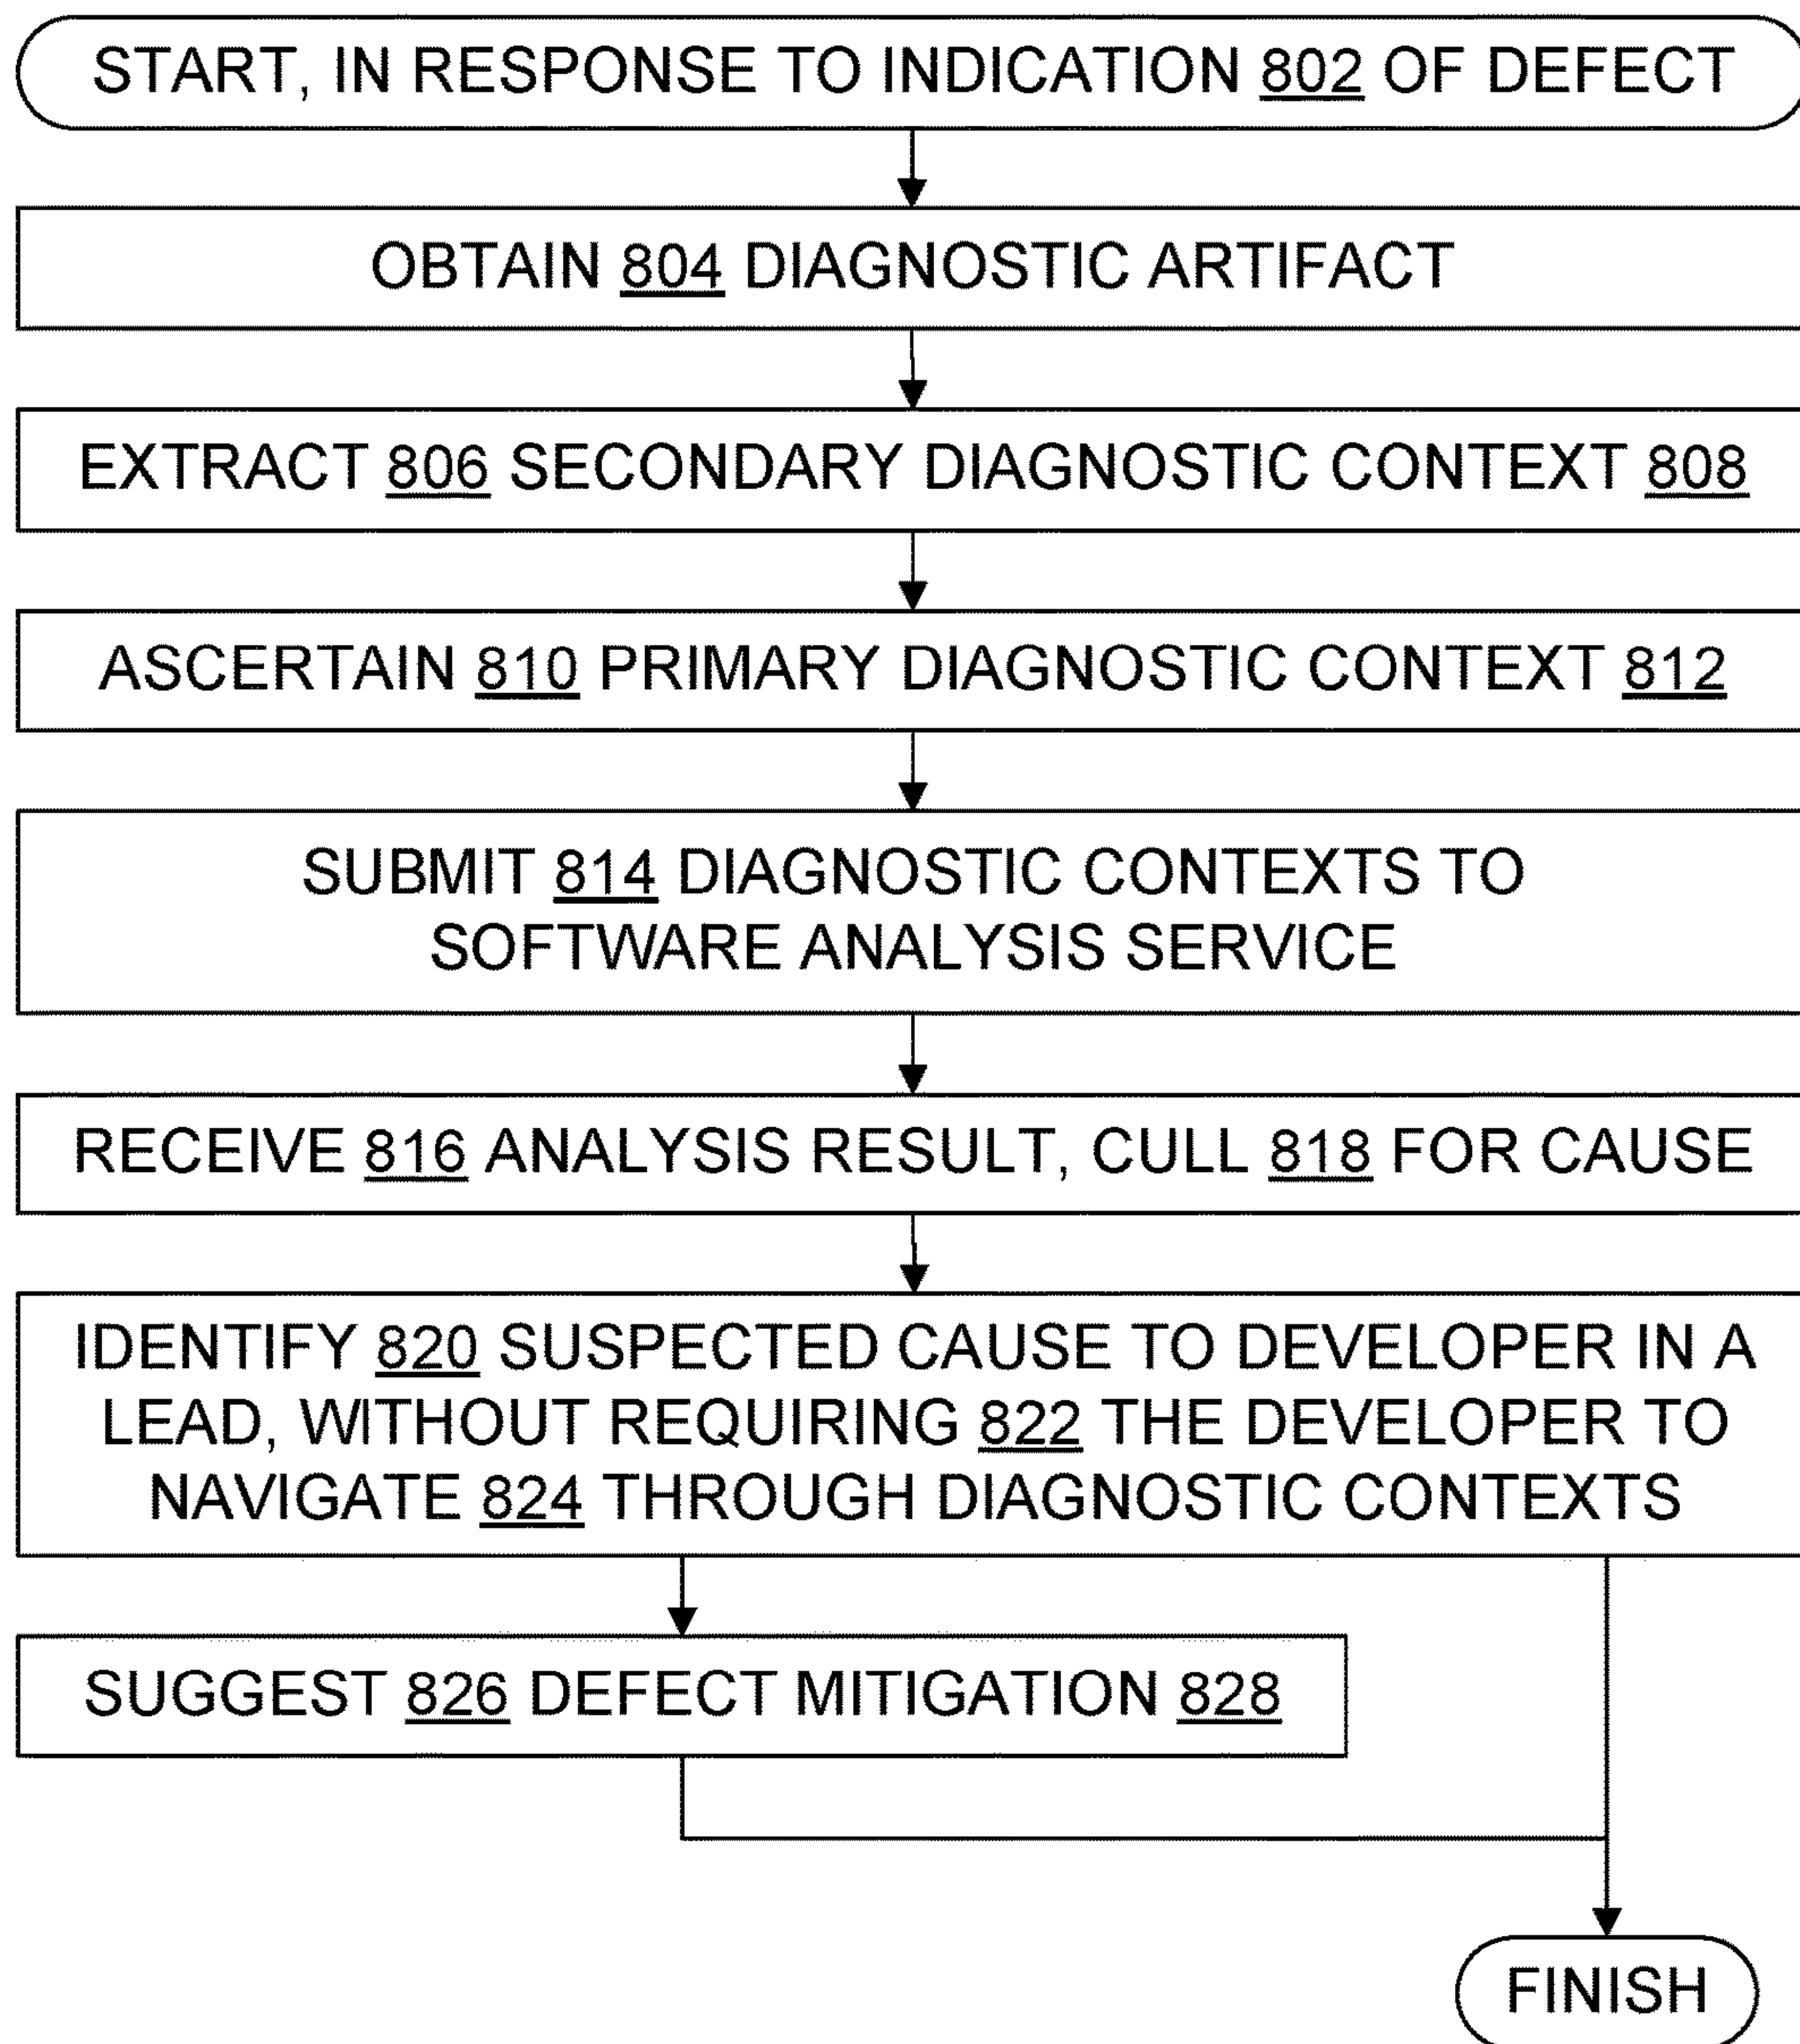 START, IN RESPONSE TO INDICATION 802 OF DEFECT
OBTAIN 804 DIAGNOSTIC ARTIFACT
EXTRACT 806 SECONDARY DIAGNOSTIC CONTEXT 808
ASCERTAIN 810 PRIMARY DIAGNOSTIC CONTEXT 812
SUBMIT 814 DIAGNOSTIC CONTEXTS TO
SOFTWARE ANALYSIS SERVICE
RECEIVE 816 ANALYSIS RESULT, CULL 818 FOR CAUSE
IDENTIFY 820 SUSPECTED CAUSE TO DEVELOPER IN A
LEAD, WITHOUT REQUIRING 822 THE DEVELOPER TO
NAVIGATE 824 THROUGH DIAGNOSTIC CONTEXTS
SUGGEST 826 DEFECT MITIGATION 828
FINISH